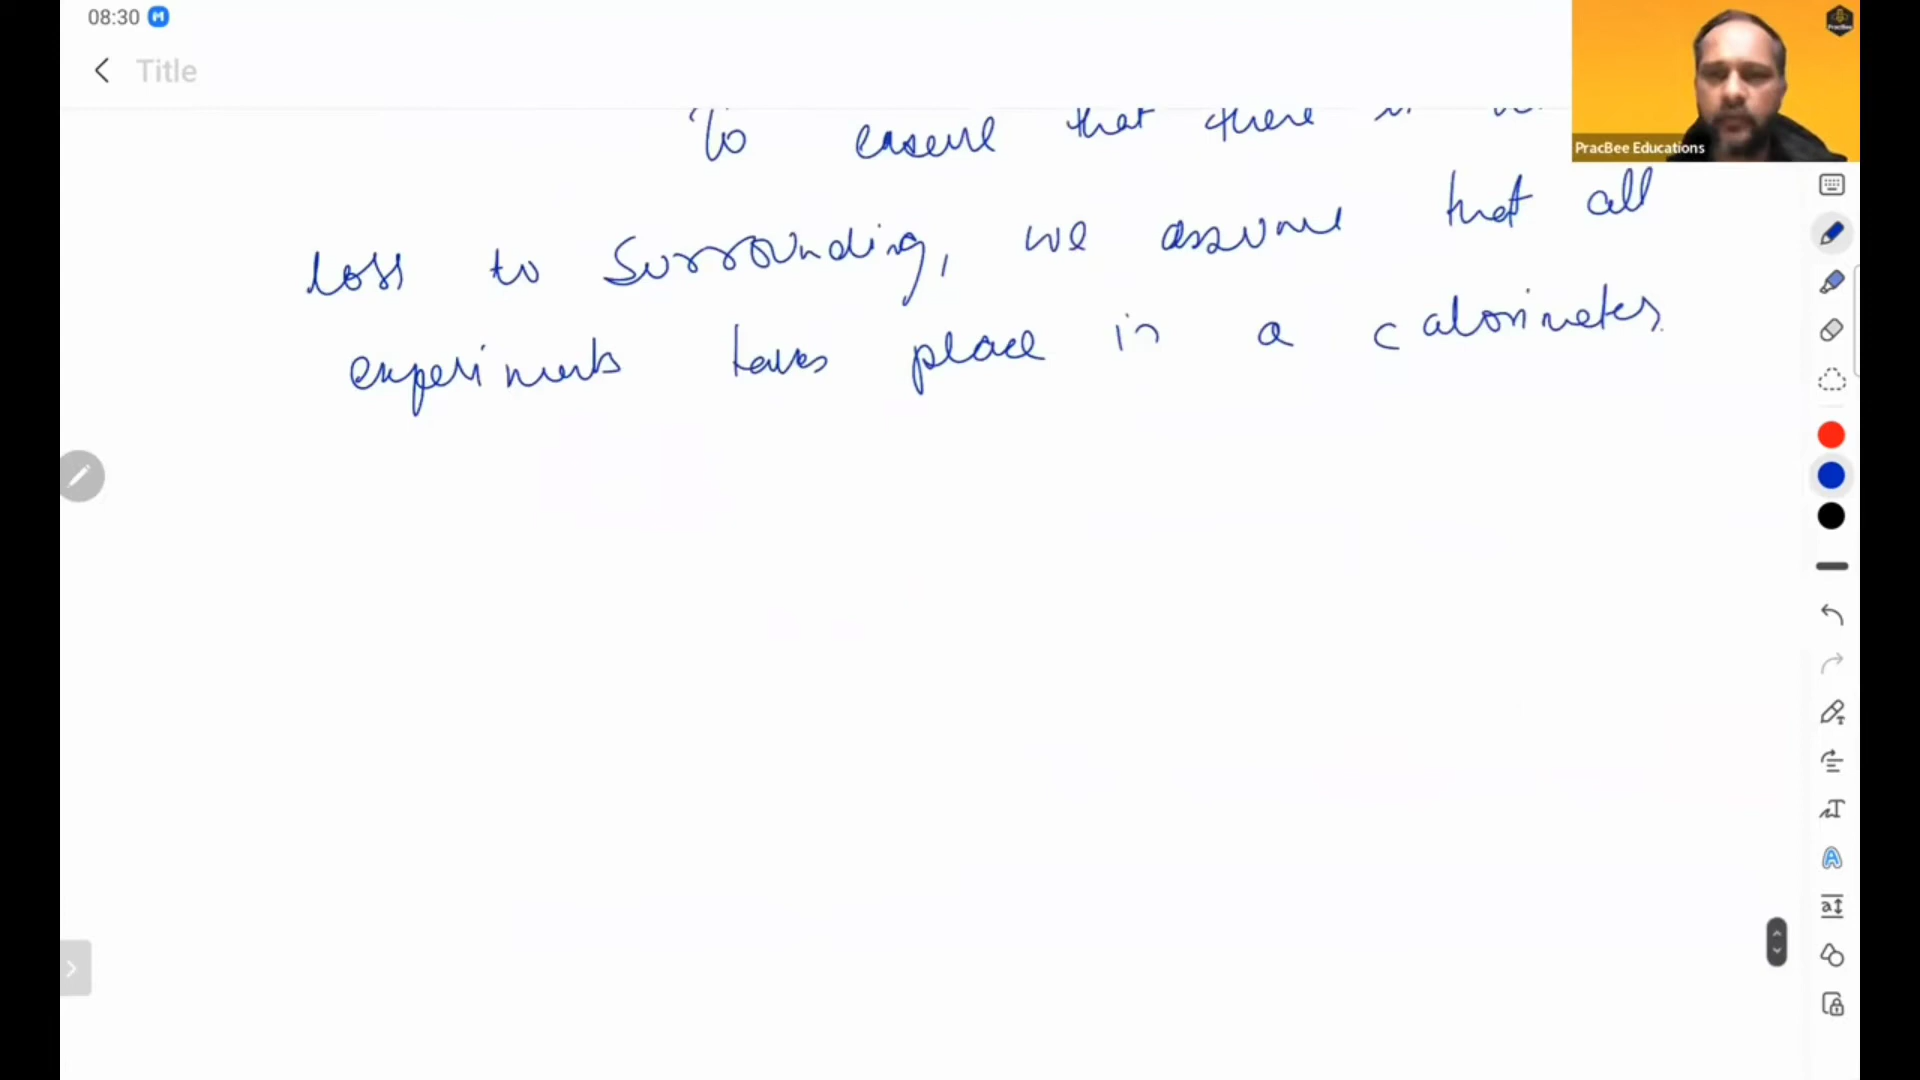 08:30
Title
PracBee Educations
To ensure that there is
loss to surrounding, we assume that all
experiments takes place in a calorimeter.